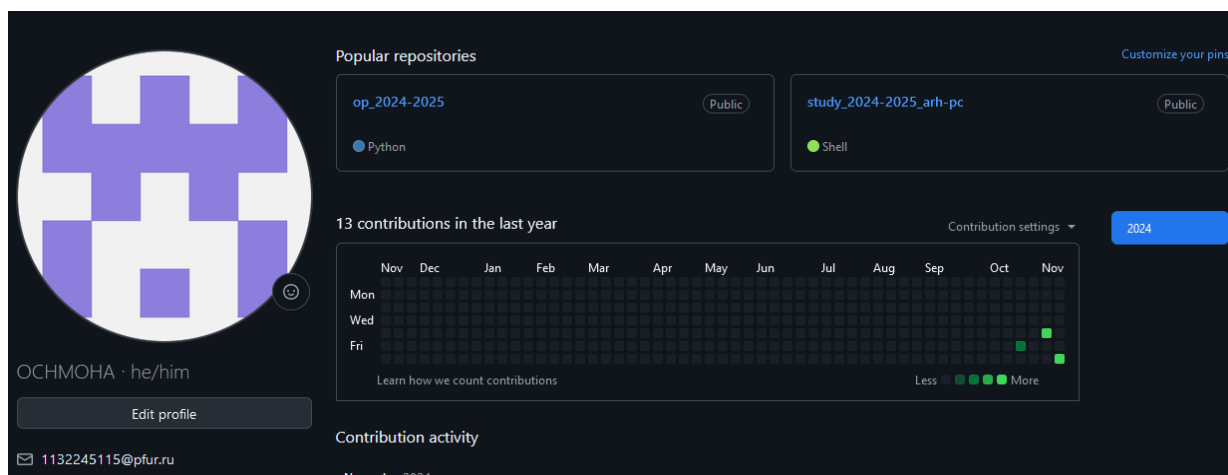 Popular repositories
Customize your pins
op_2024-2025 Public
Python
study_2024-2025_arh-pc Public
Shell
13 contributions in the last year
Contribution settings
2024
Nov Dec Jan Feb Mar Apr May Jun Jul Aug Sep Oct Nov
Mon
Wed
Fri
Learn how we count contributions
Less More
OCHMOHA · he/him
Edit profile
1132245115@pfur.ru
Contribution activity
November 2024